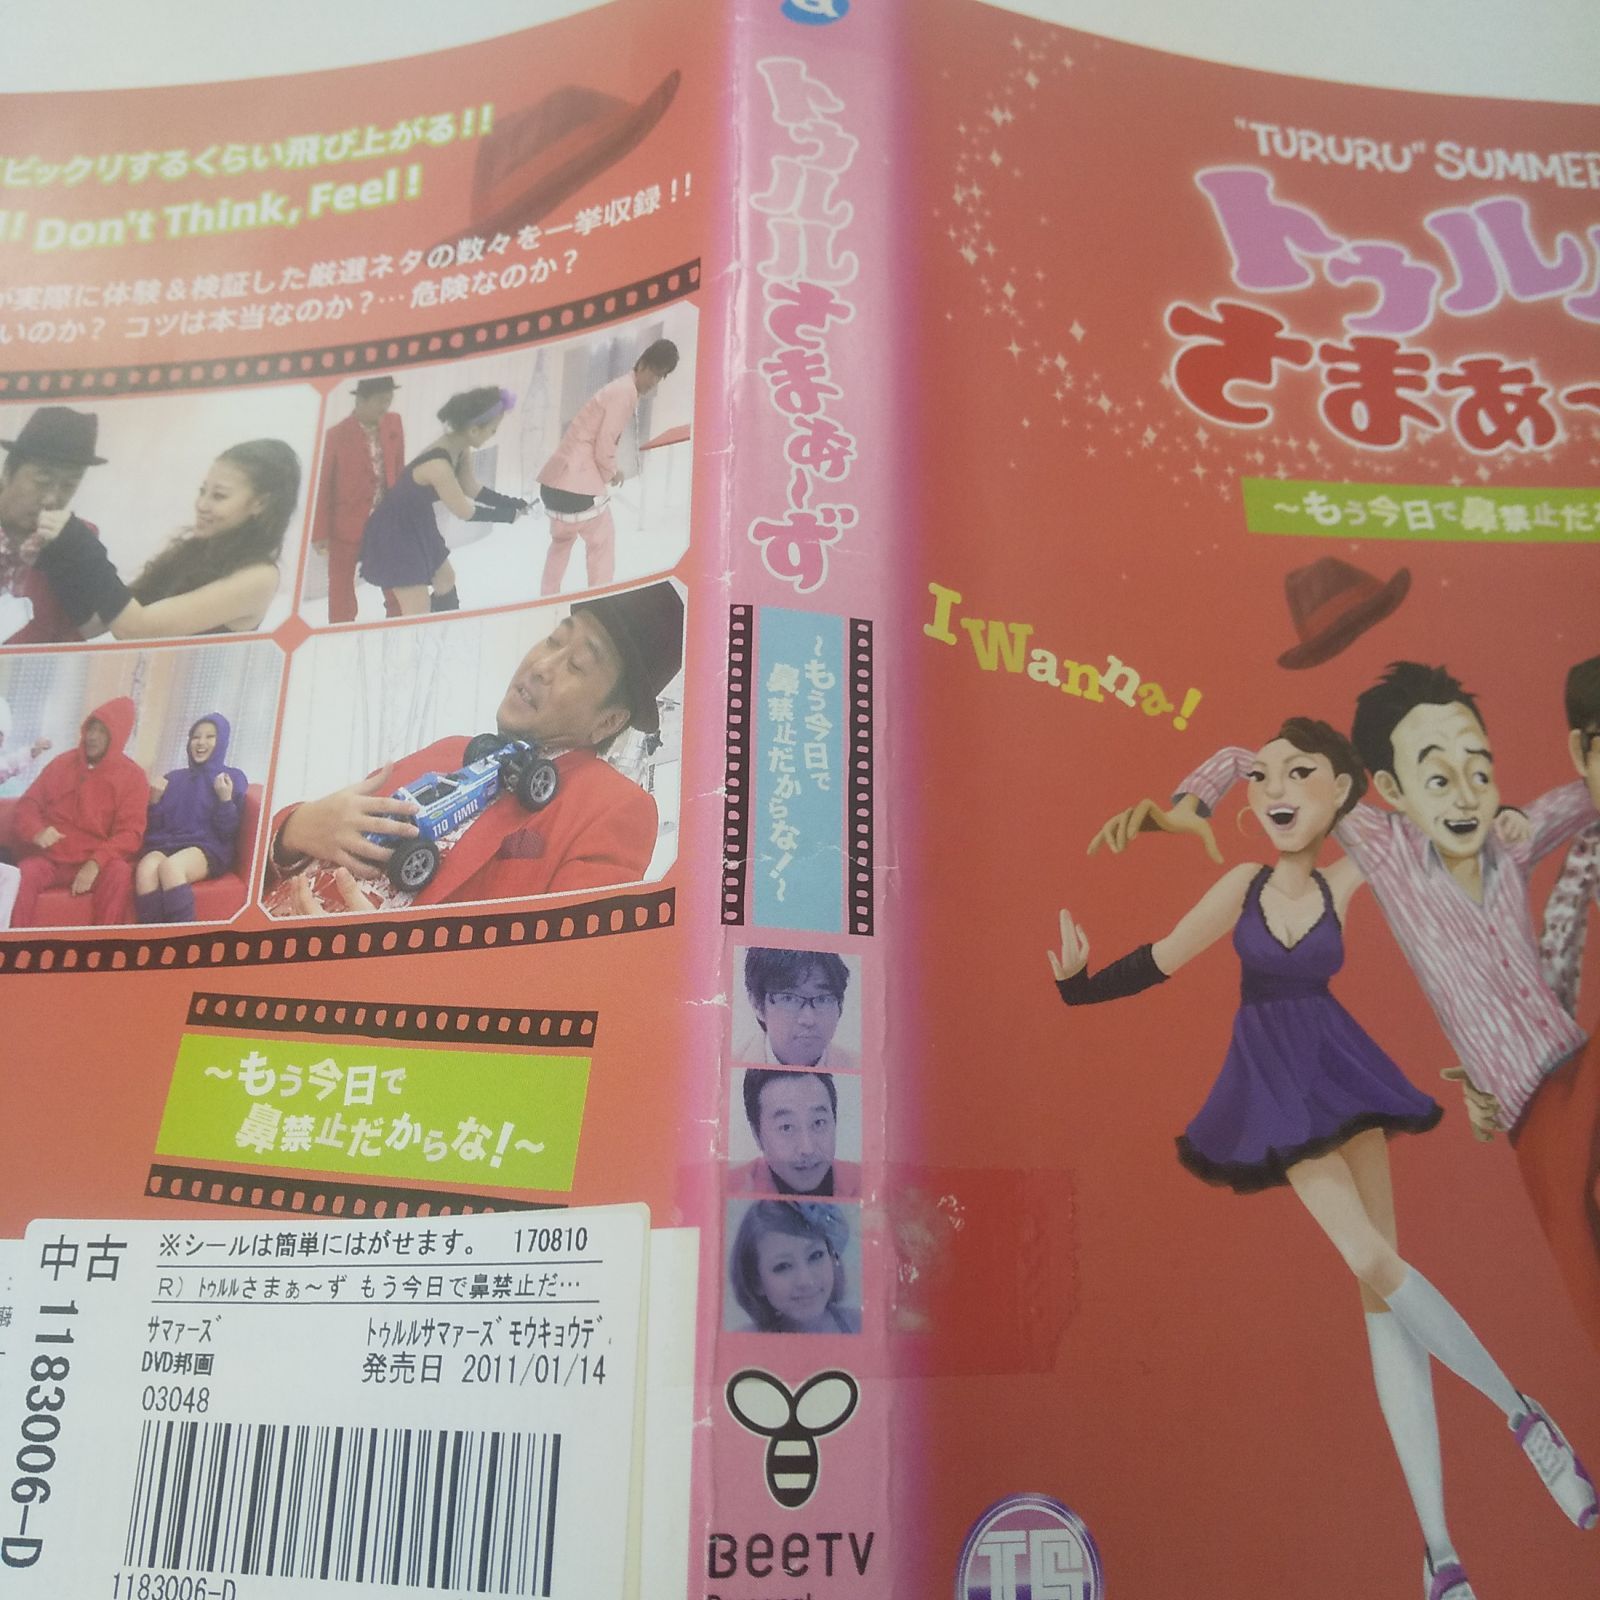 ビックリするくらい飛び上がる!!
!! Don't Think, Feel!
実際に体験&検証した厳選ネタの数々を一挙収録!!
いのか? コツは本当なのか?…危険なのか?
110 HMB
~もう今日で
鼻禁止だからな!~
中古
※シールは簡単にはがせます。 170810
R) トゥルルさまぁ~ず もう今日で鼻禁止だ…
サマァーズ トゥルルサマァーズ モウキョウデ
DVD邦画 発売日 2011/01/14
03048
1183006-D
1183006-D
トゥルルさまぁ~ず
~もう今日で
鼻禁止だからな!~
BeeTV
"TURURU" SUMMER
トゥル
さまぁ~
~もう今日で鼻禁止だ
I Wanna!
TS